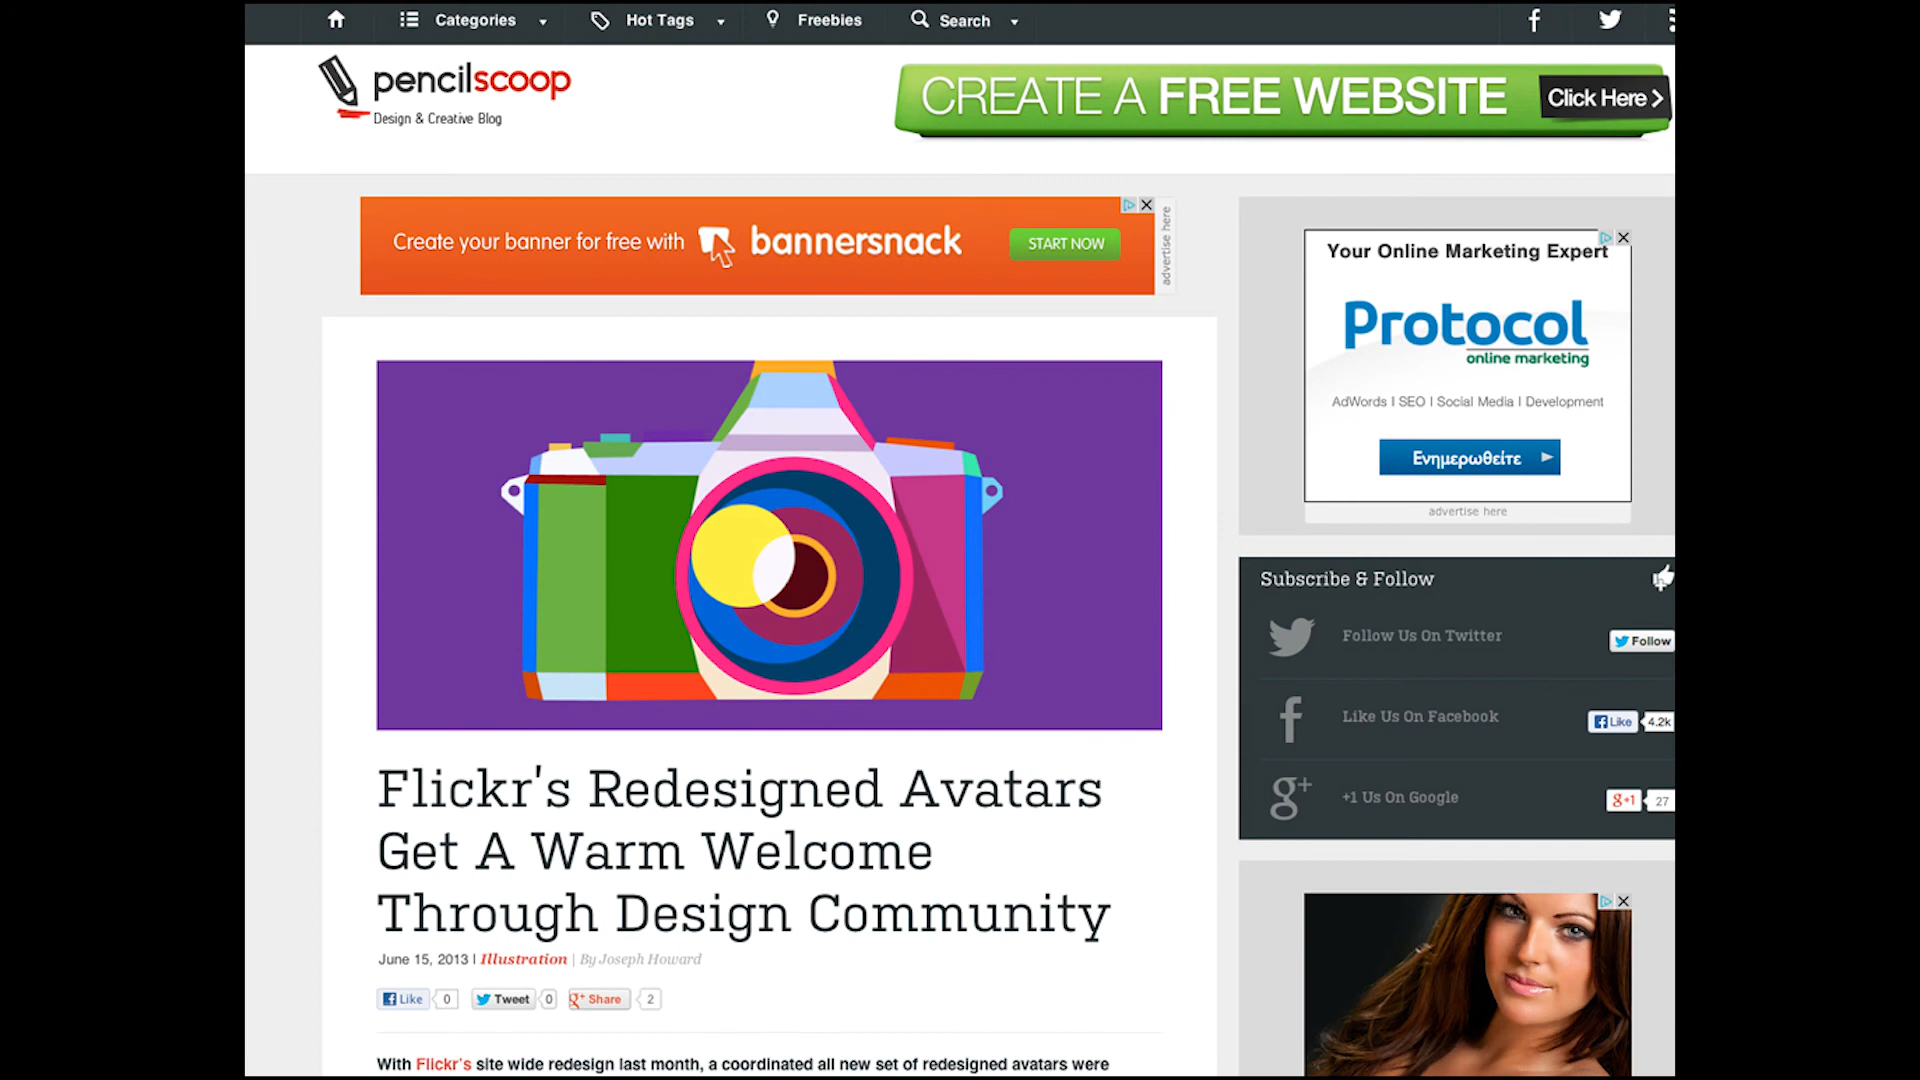 Categories
Hot Tags
Freebies
Search
pencilscoop
Design & Creative Blog
CREATE A FREE WEBSITE
Click Here
Create your banner for free with
bannersnack
START NOW
advertise here
Your Online Marketing Expert
Protocol
online marketing
AdWords I SEO I Social Media I Development
Ενημερωθείτε
advertise here
Subscribe & Follow
Follow Us On Twitter
Follow
Like Us On Facebook
Like
4.2k
+1 Us On Google
g+1
27
Flickr's Redesigned Avatars
Get A Warm Welcome
Through Design Community
June 15, 2013 | Illustration | By Joseph Howard
Like 0 Tweet 0 g+ Share 2
With Flickr's site wide redesign last month, a coordinated all new set of redesigned avatars were